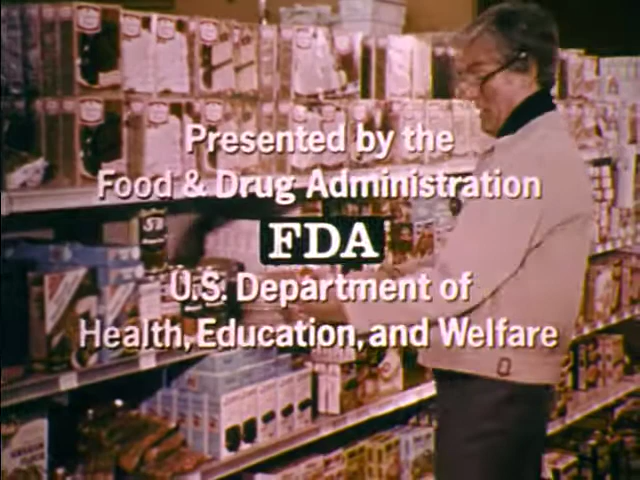 Presented by the
Food & Drug Administration
FDA
U.S. Department of
Health, Education, and Welfare